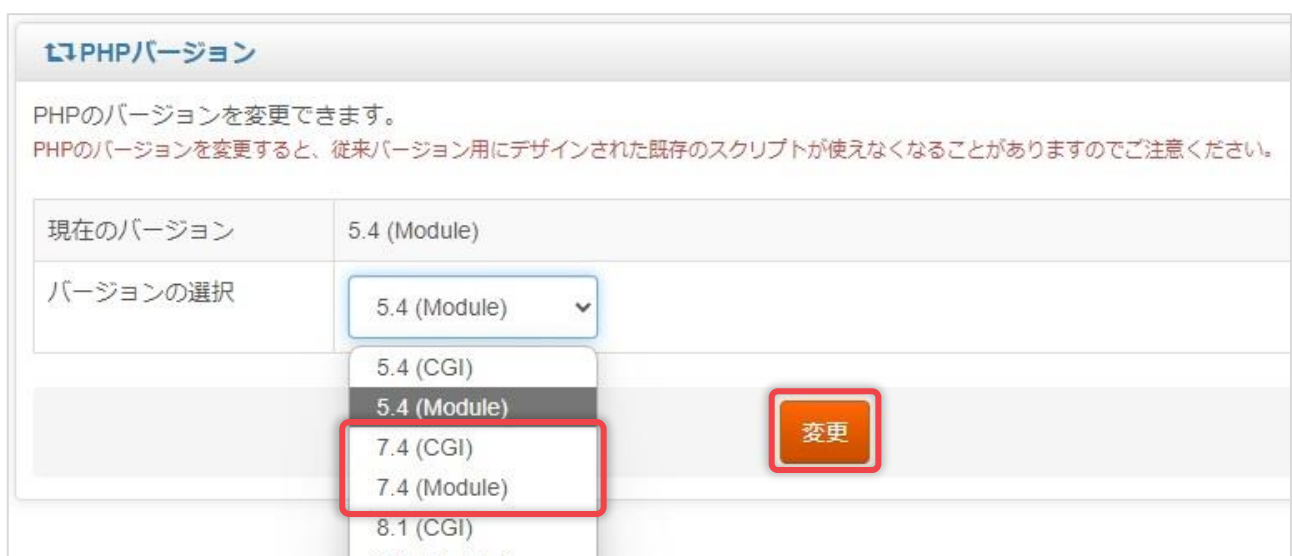 PHPバージョン
PHPのバージョンを変更できます。
PHPのバージョンを変更すると、従来バージョン用にデザインされた既存のスクリプトが使えなくなることがありますのでご注意ください。
現在のバージョン 5.4 (Module)
バージョンの選択 5.4 (Module)
5.4 (CGI)
5.4 (Module)
7.4 (CGI)
7.4 (Module)
8.1 (CGI)
変更